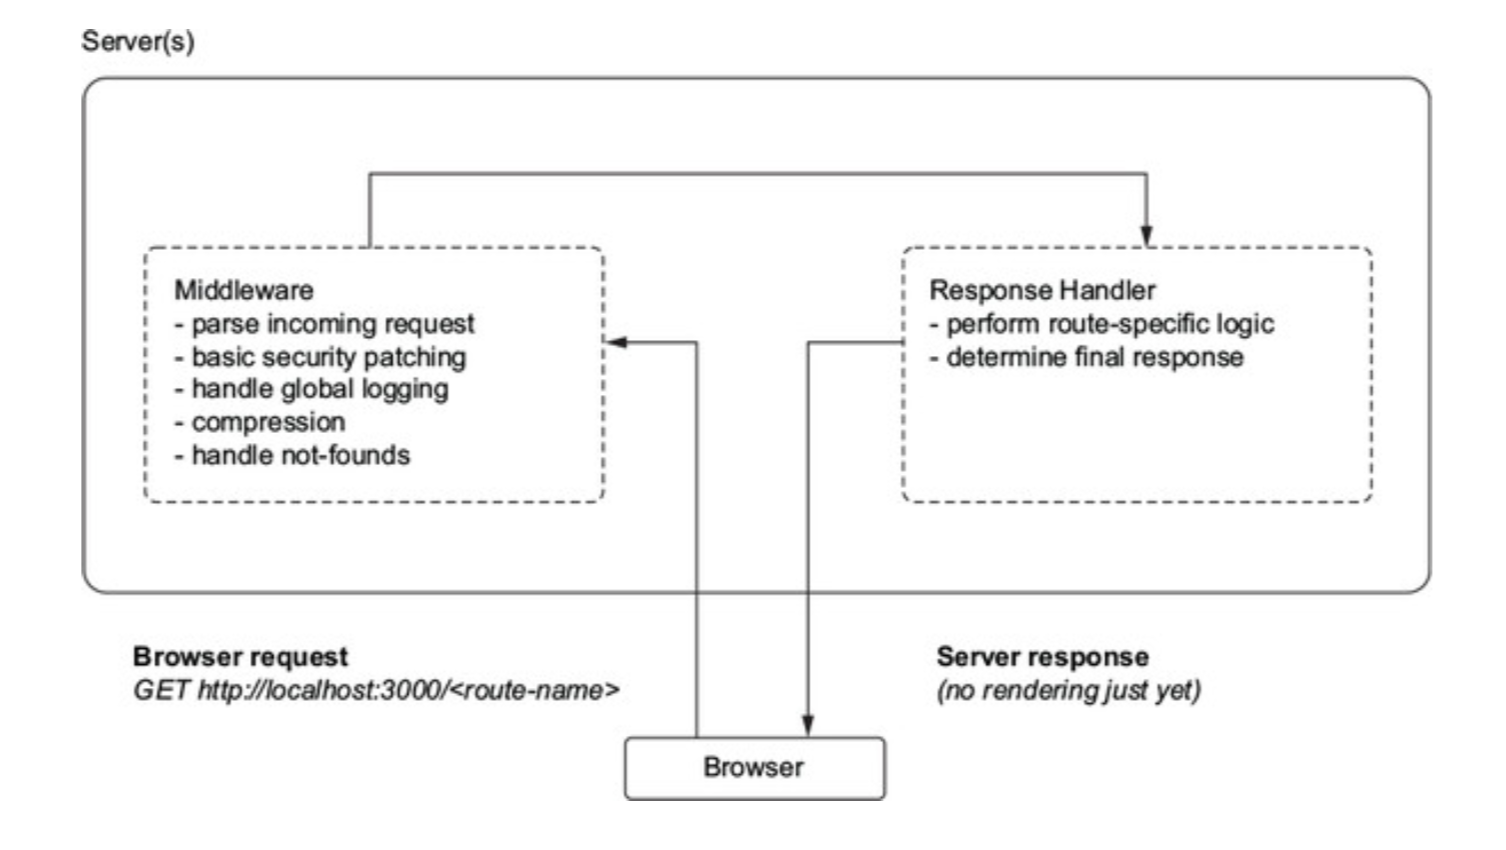 Server(s)
Middleware
- parse incoming request
- basic security patching
- handle global logging
- compression
- handle not-founds
Response Handler
- perform route-specific logic
- determine final response
Browser request
GET http://localhost:3000/<route-name>
Server response
(no rendering just yet)
Browser